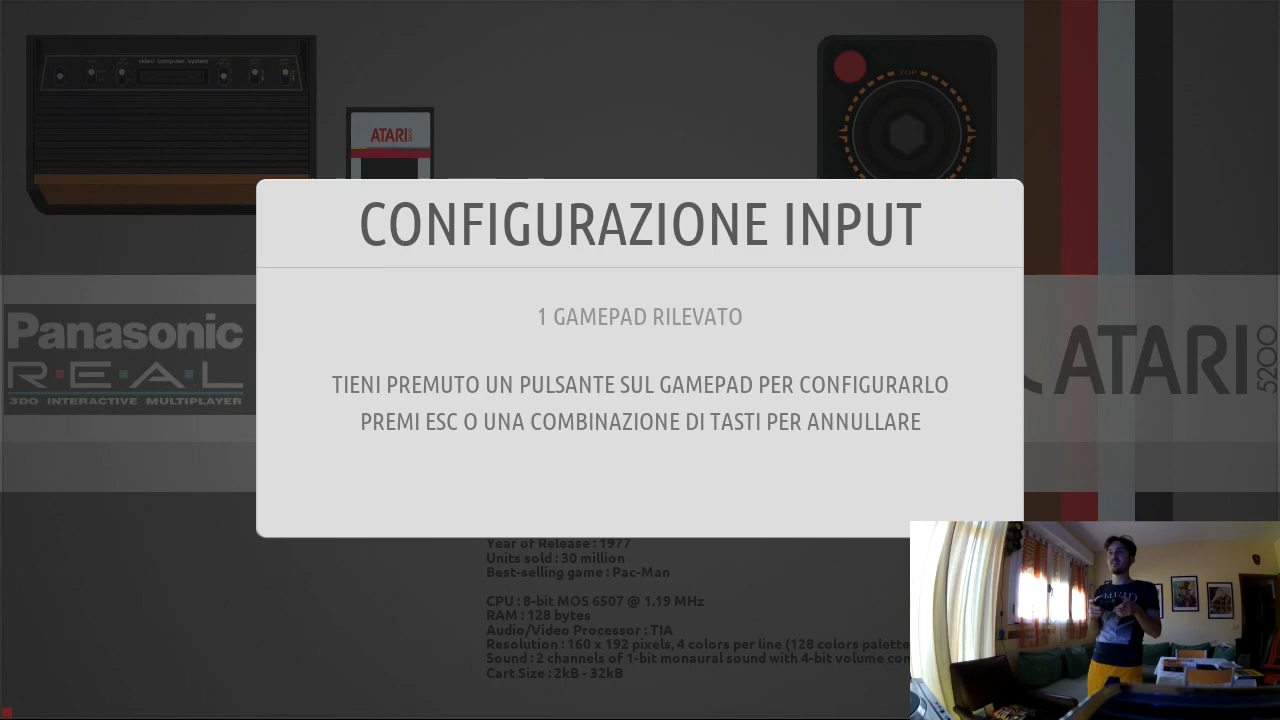 video computer system
TOP
ATARI 2600
CONFIGURAZIONE INPUT
1 GAMEPAD RILEVATO
TIENI PREMUTO UN PULSANTE SUL GAMEPAD PER CONFIGURARLO
PREMI ESC O UNA COMBINAZIONE DI TASTI PER ANNULLARE
Panasonic
R·E·A·L
3DO INTERACTIVE MULTIPLAYER
ATARI 5200
Year of Release : 1977
Units sold : 30 million
Best-selling game : Pac-Man
CPU : 8-bit MOS 6507 @ 1.19 MHz
RAM : 128 bytes
Audio/Video Processor : TIA
Resolution : 160 x 192 pixels, 4 colors per line (128 colors palette
Sound : 2 channels of 1-bit monaural sound with 4-bit volume con
Cart Size : 2kB - 32kB